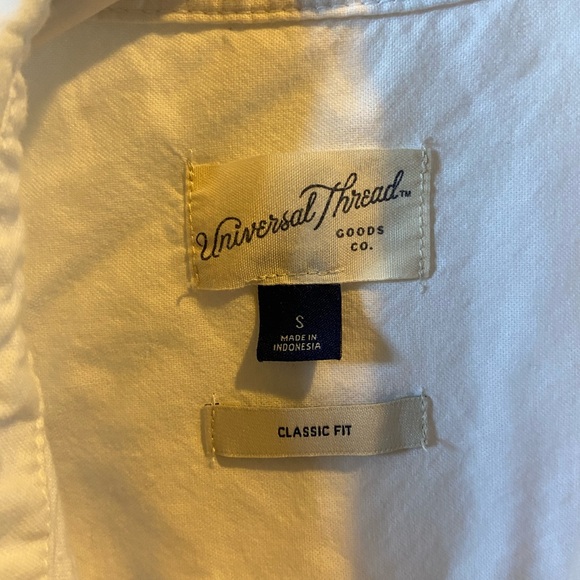 Universal Thread™
GOODS
CO.
S
MADE IN
INDONESIA
CLASSIC FIT